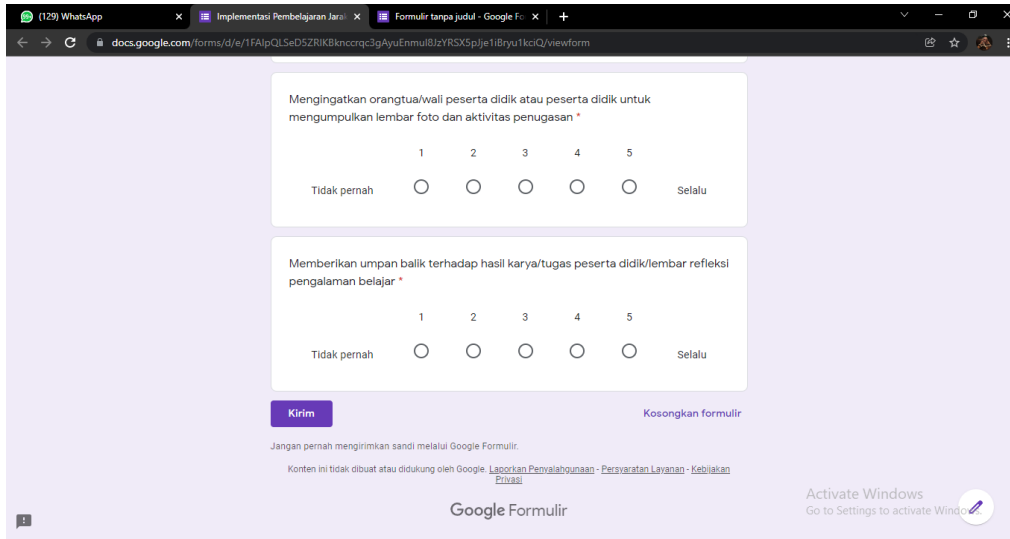 (129) WhatsApp
Implementasi Pembelajaran Jarak
Formulir tanpa judul - Google Fo
docs.google.com/forms/d/e/1FAIpQLSeD5ZRIKBknccrqc3gAyuEnmul8JzYRSX5pJje1iBryu1kciQ/viewform
Mengingatkan orangtua/wali peserta didik atau peserta didik untuk
mengumpulkan lembar foto dan aktivitas penugasan *
1 2 3 4 5
Tidak pernah Selalu
Memberikan umpan balik terhadap hasil karya/tugas peserta didik/lembar refleksi
pengalaman belajar *
1 2 3 4 5
Tidak pernah Selalu
Kirim Kosongkan formulir
Jangan pernah mengirimkan sandi melalui Google Formulir.
Konten ini tidak dibuat atau didukung oleh Google. Laporkan Penyalahgunaan - Persyaratan Layanan - Kebijakan
Privasi
Google Formulir
Activate Windows
Go to Settings to activate Windows.